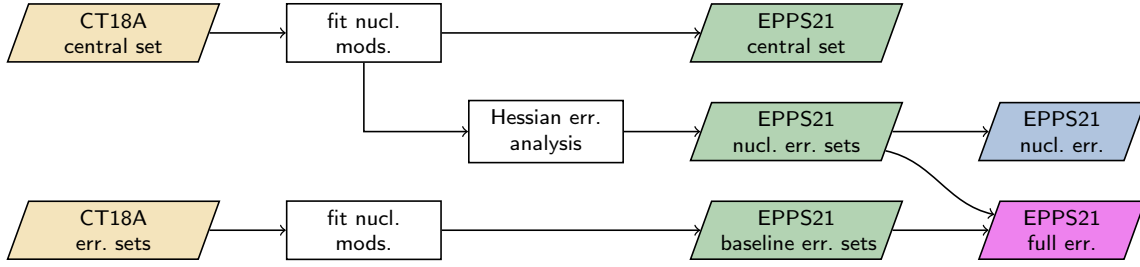 CT18A
central set
fit nucl.
mods.
EPPS21
central set
Hessian err.
analysis
EPPS21
nucl. err. sets
EPPS21
nucl. err.
CT18A
err. sets
fit nucl.
mods.
EPPS21
baseline err. sets
EPPS21
full err.